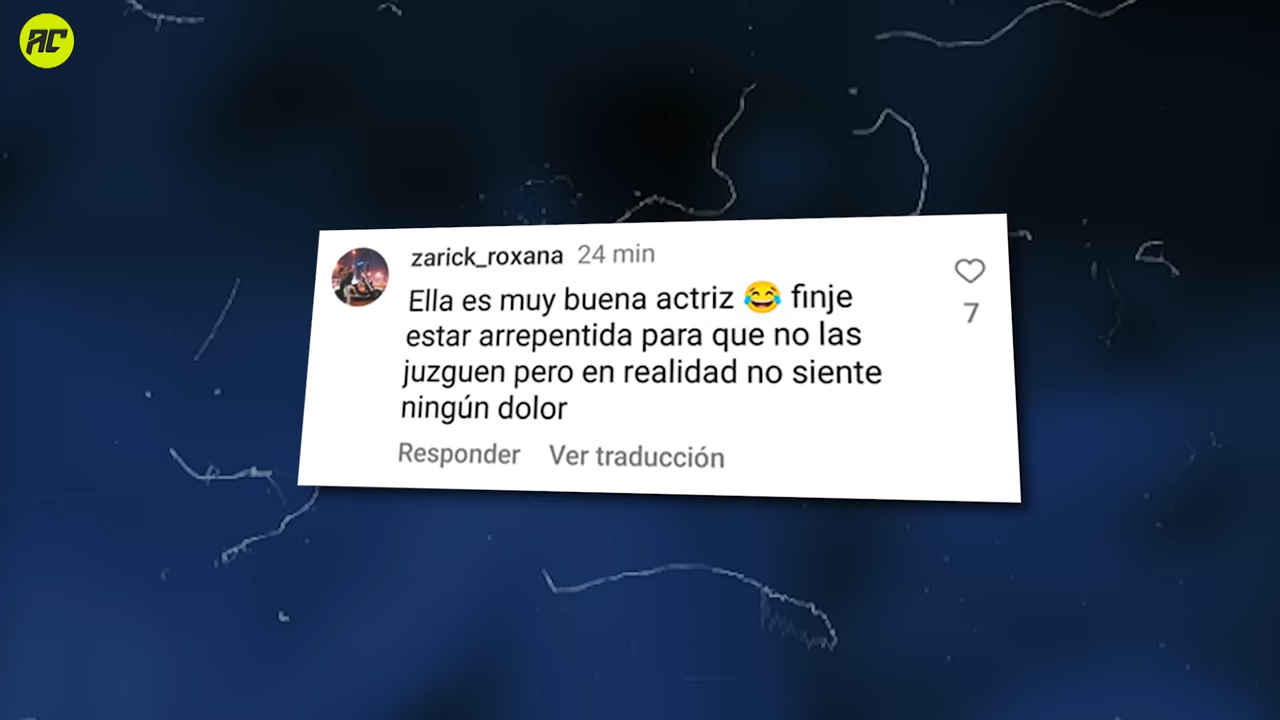 AC
zarick_roxana 24 min
Ella es muy buena actriz 😂 finje
estar arrepentida para que no las
juzguen pero en realidad no siente
ningún dolor
7
Responder Ver traducción